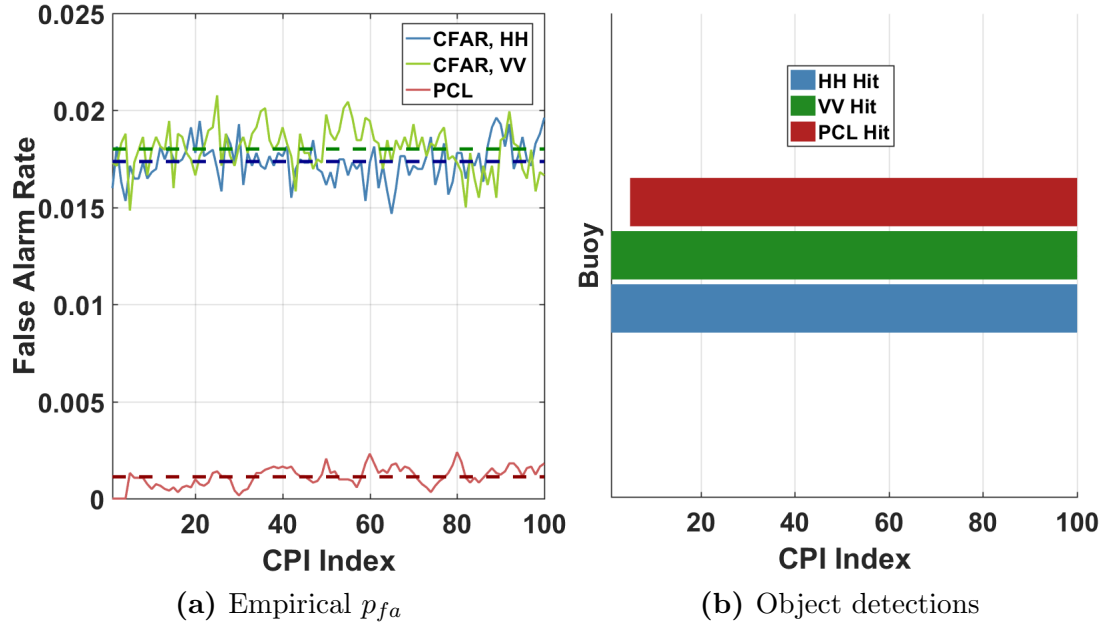 0.025
0.02
0.015
0.01
0.005
0
False Alarm Rate
CFAR, HH
CFAR, VV
PCL
20
40
60
80
100
CPI Index
(a) Empirical p_{fa}
HH Hit
VV Hit
PCL Hit
Buoy
20
40
60
80
100
CPI Index
(b) Object detections